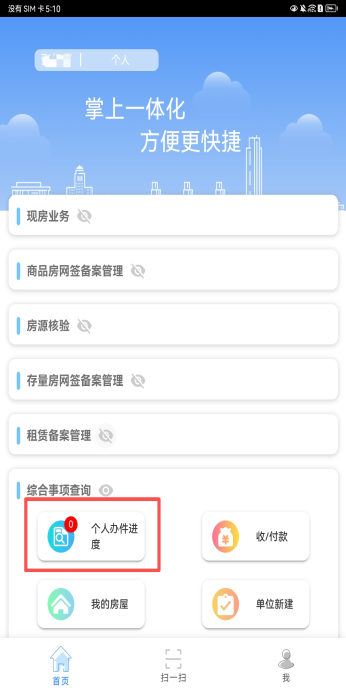 没有 SIM 卡 5:10
个人
掌上一体化
方便更快捷
现房业务
商品房网签备案管理
房源核验
存量房网签备案管理
租赁备案管理
综合事项查询
0
个人办件进
度
收/付款
我的房屋
单位新建
首页
扫一扫
我